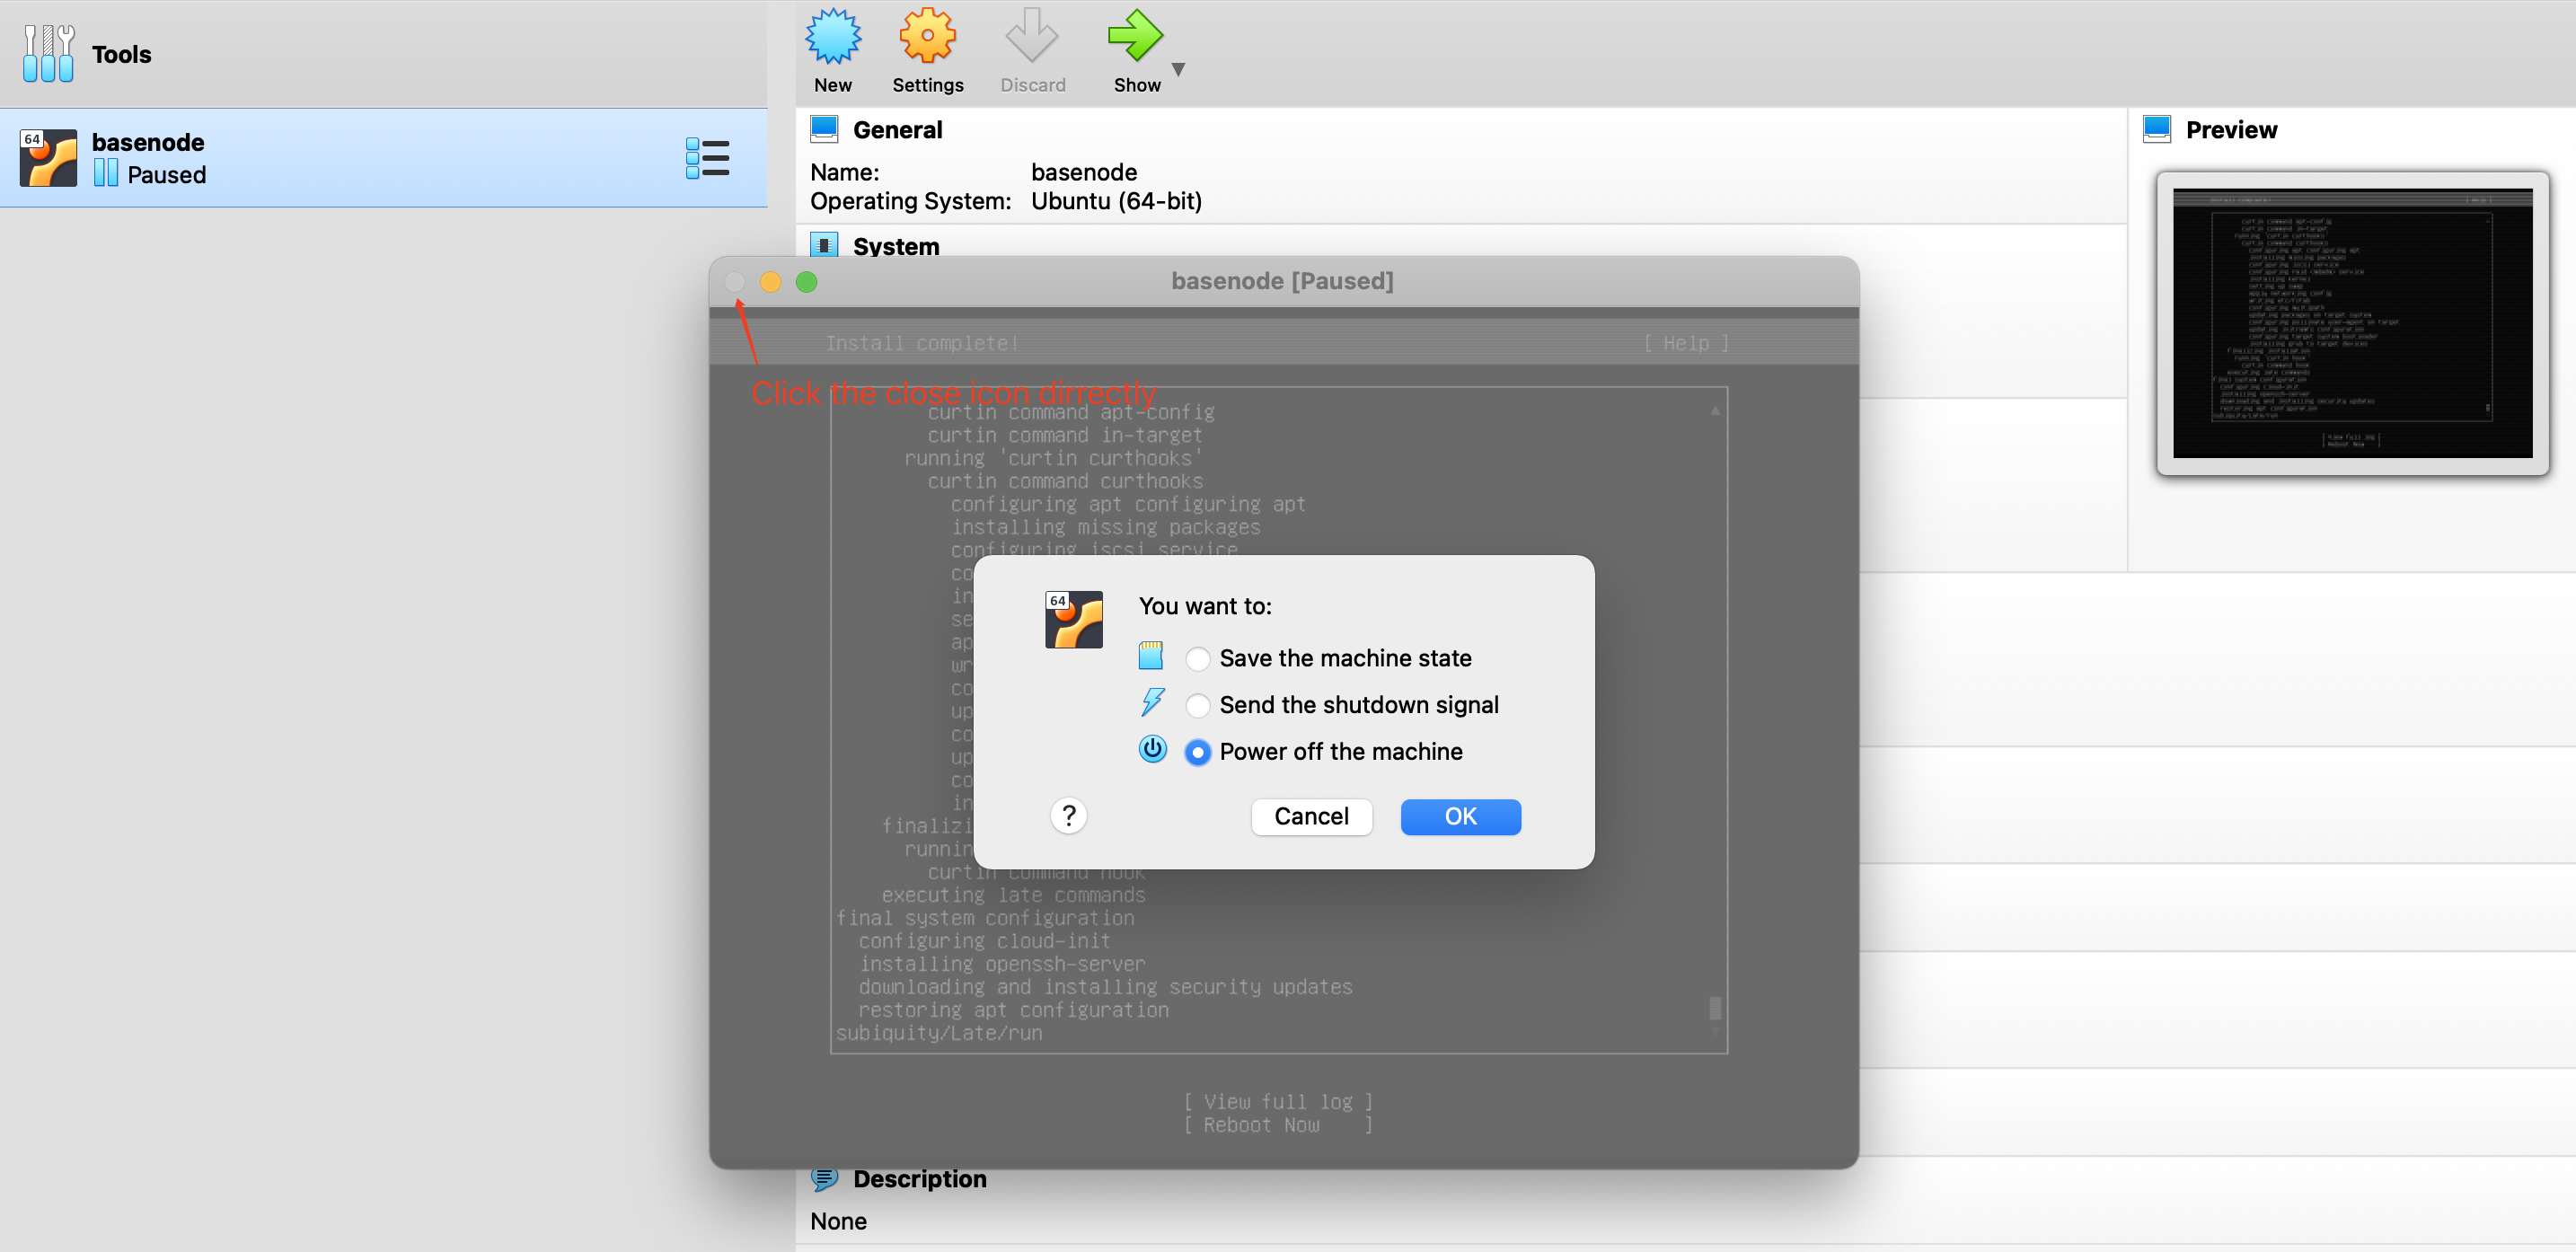 Tools
New
Settings
Discard
Show
64
basenode
Paused
General
Name: basenode
Operating System: Ubuntu (64-bit)
System
Preview
basenode [Paused]
Install complete!
[ Help ]
Click the close icon dirrectly
curtin command apt-config
curtin command in-target
running 'curtin curthooks'
curtin command curthooks
configuring apt configuring apt
installing missing packages
configuring iscsi service
co
in
se
ap
wr
co
up
co
up
co
in
finalizi
runnin
curtin command hook
executing late commands
final system configuration
configuring cloud-init
installing openssh-server
downloading and installing security updates
restoring apt configuration
subiquity/Late/run
[ View full log ]
[ Reboot Now ]
64
You want to:
Save the machine state
Send the shutdown signal
Power off the machine
?
Cancel
OK
Description
None